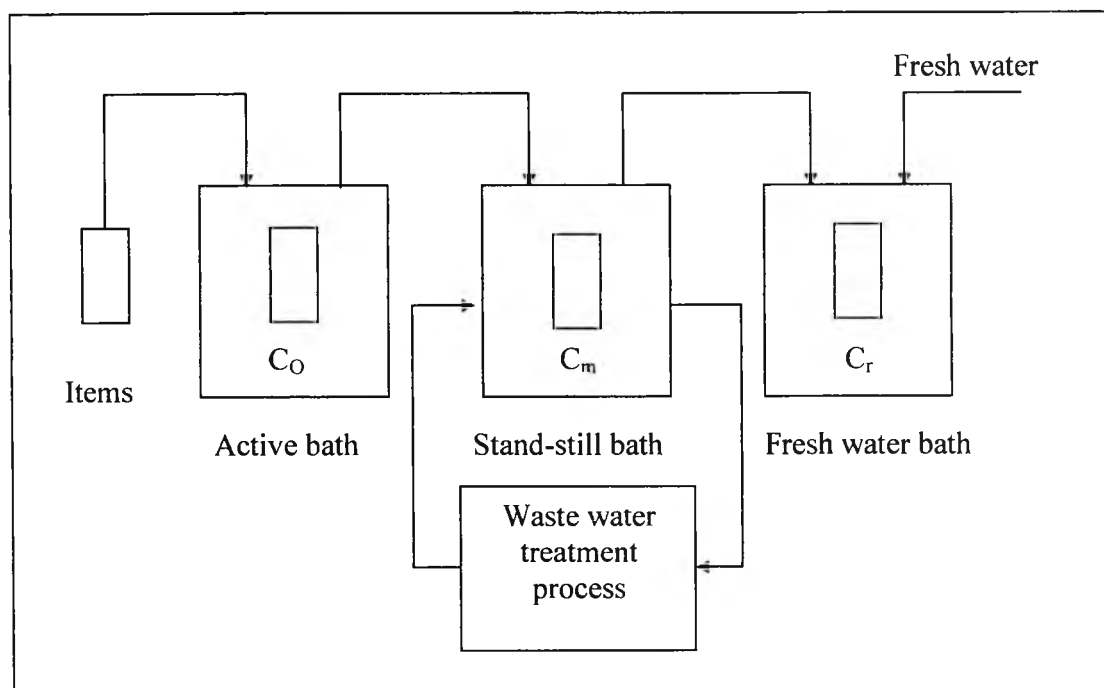 Fresh water
C_O
C_m
C_r
Items
Active bath
Stand-still bath
Fresh water bath
Waste water
treatment
process